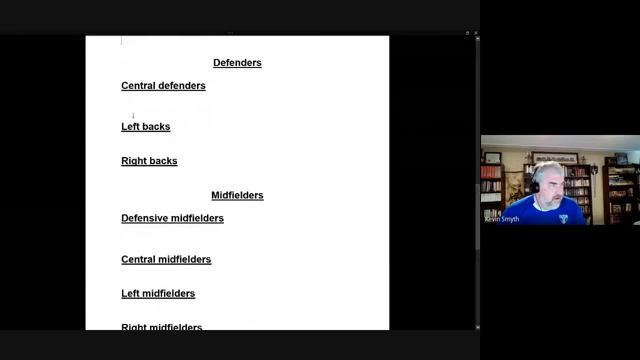 Defenders
Central defenders
Left backs
Right backs
Midfielders
Defensive midfielders
Central midfielders
Left midfielders
Right midfielders
Kevin Smyth